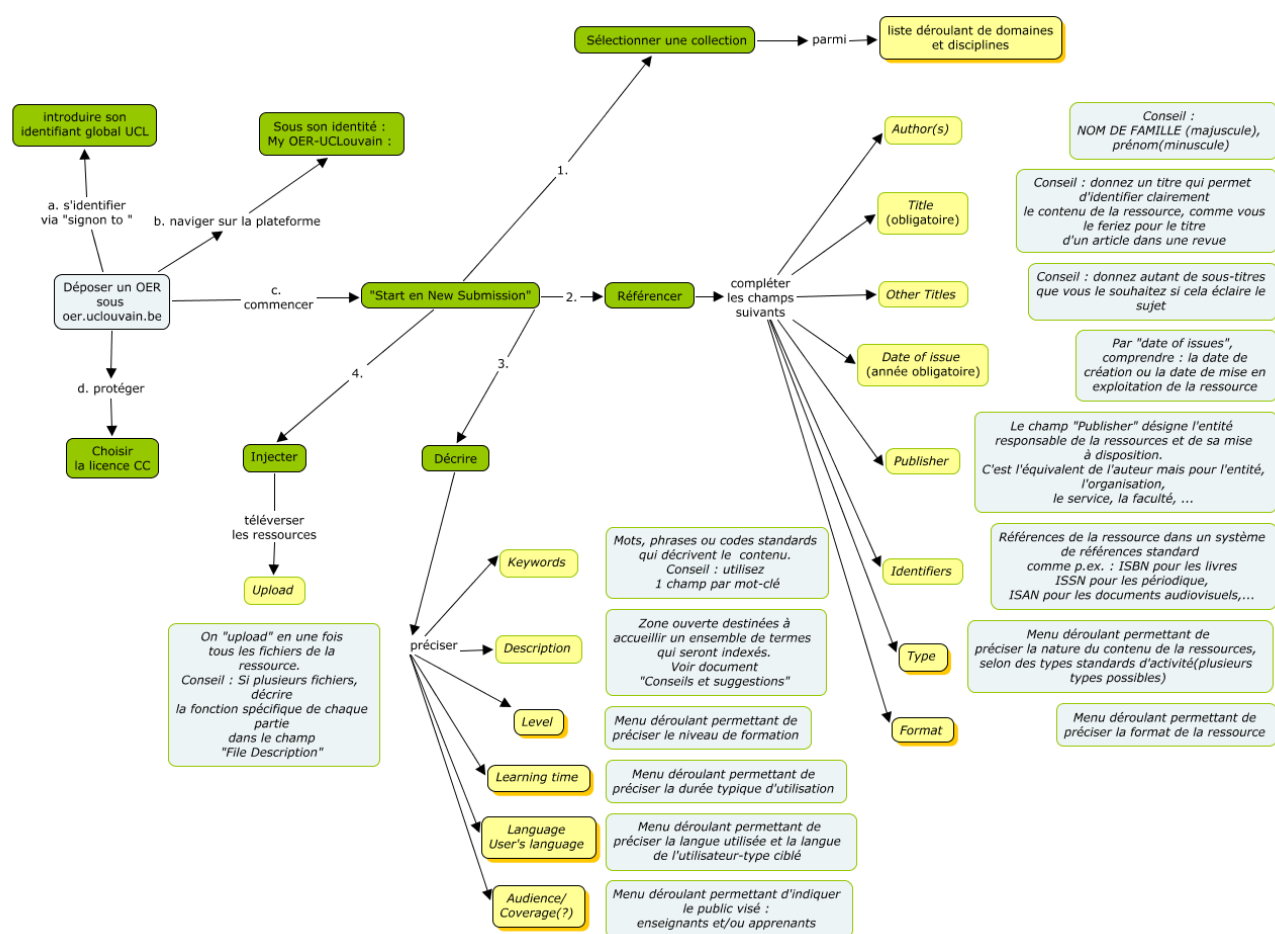 Sélectionner une collection
parmi
liste déroulant de domaines
et disciplines
introduire son
identifiant global UCL
Sous son identité :
My OER-UCLouvain :
a. s'identifier
via "signon to "
b. naviger sur la plateforme
Déposer un OER
sous
oer.uclouvain.be
c.
commencer
"Start en New Submission"
1.
2.
3.
4.
d. protéger
Choisir
la licence CC
Référencer
compléter
les champs
suivants
Author(s)
Conseil :
NOM DE FAMILLE (majuscule),
prénom(minuscule)
Title
(obligatoire)
Conseil : donnez un titre qui permet
d'identifier clairement
le contenu de la ressource, comme vous
le feriez pour le titre
d'un article dans une revue
Other Titles
Conseil : donnez autant de sous-titres
que vous le souhaitez si cela éclaire le
sujet
Date of issue
(année obligatoire)
Par "date of issues",
comprendre : la date de
création ou la date de mise en
exploitation de la ressource
Publisher
Le champ "Publisher" désigne l'entité
responsable de la ressources et de sa mise
à disposition.
C'est l'équivalent de l'auteur mais pour l'entité,
l'organisation,
le service, la faculté, ...
Identifiers
Références de la ressource dans un système
de références standard
comme p.ex. : ISBN pour les livres
ISSN pour les périodique,
ISAN pour les documents audiovisuels,...
Type
Menu déroulant permettant de
préciser la nature du contenu de la ressources,
selon des types standards d'activité(plusieurs
types possibles)
Format
Menu déroulant permettant de
préciser la format de la ressource
Injecter
téléverser
les ressources
Upload
On "upload" en une fois
tous les fichiers de la
ressource.
Conseil : Si plusieurs fichiers,
décrire
la fonction spécifique de chaque
partie
dans le champ
"File Description"
Décrire
préciser
Keywords
Mots, phrases ou codes standards
qui décrivent le  contenu.
Conseil : utilisez
1 champ par mot-clé
Description
Zone ouverte destinées à
accueillir un ensemble de termes
qui seront indexés.
Voir document
"Conseils et suggestions"
Level
Menu déroulant permettant de
préciser le niveau de formation
Learning time
Menu déroulant permettant de
préciser la durée typique d'utilisation
Language
User's language
Menu déroulant permettant de
préciser la langue utilisée et la langue
de l'utilisateur-type ciblé
Audience/
Coverage(?)
Menu déroulant permettant d'indiquer
le public visé :
enseignants et/ou apprenants